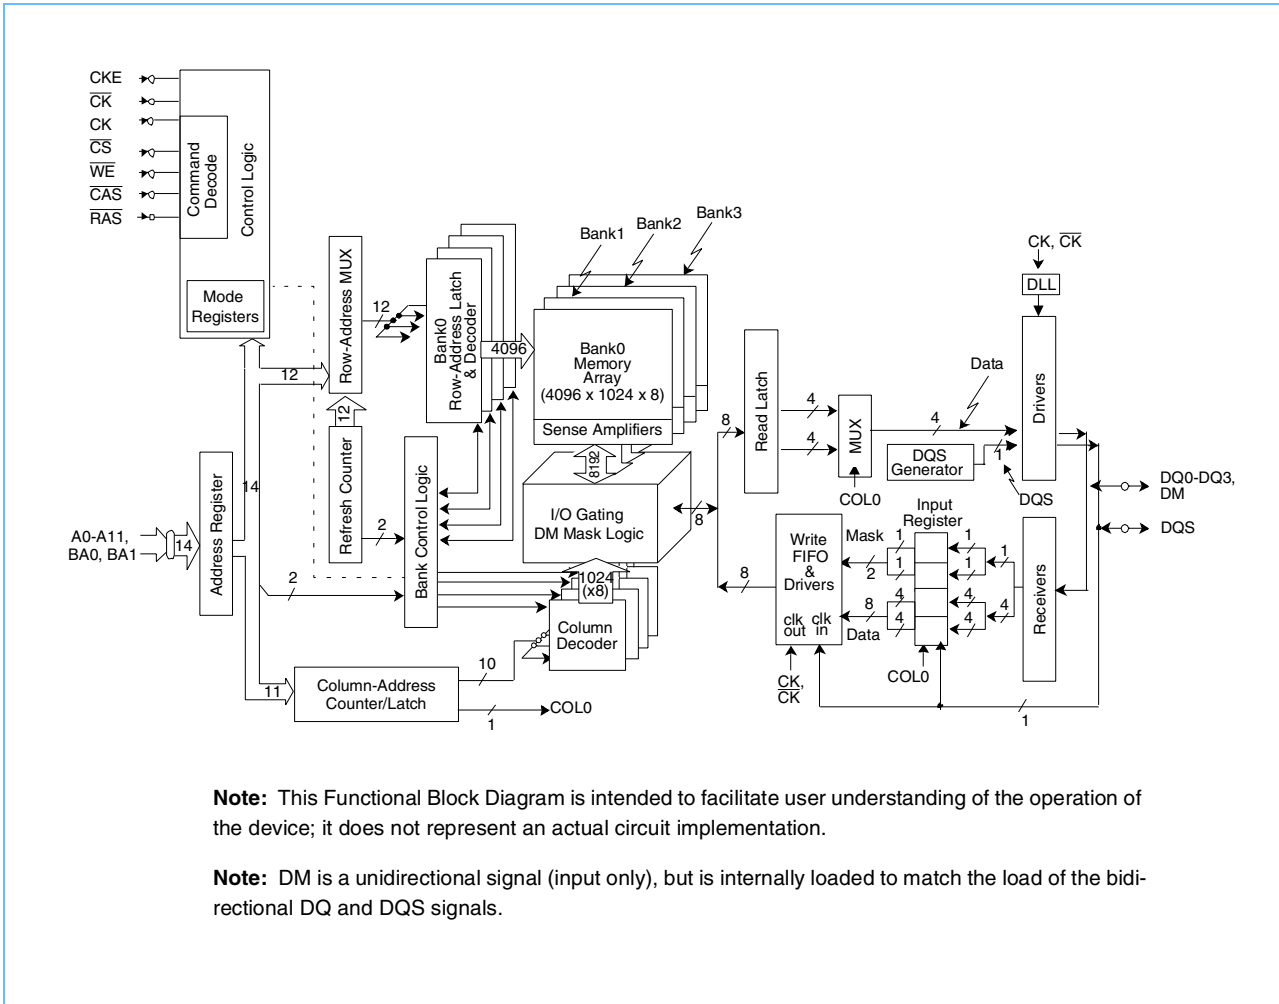 CKE
CK
CK
CS
WE
CAS
RAS
Command
Decode
Control Logic
Mode
Registers
Row-Address MUX
12
12
12
Refresh Counter
Address Register
A0-A11,
BA0, BA1
14
14
2
2
11
Bank Control Logic
Bank0
Row-Address Latch
& Decoder
4096
Bank1
Bank2
Bank3
Bank0
Memory
Array
(4096 x 1024 x 8)
Sense Amplifiers
8192
I/O Gating
DM Mask Logic
1024
(x8)
Column
Decoder
Column-Address
Counter/Latch
10
1
COL0
8
8
8
Read Latch
4
4
MUX
COL0
4
Data
DQS
Generator
1
DQS
CK, CK
DLL
Drivers
DQ0-DQ3,
DM
DQS
Input
Register
Write
FIFO
&
Drivers
clk
out
clk
in
Mask
2
8
Data
1
1
4
4
1
1
4
4
1
4
Receivers
COL0
CK,
CK
1
Note: This Functional Block Diagram is intended to facilitate user understanding of the operation of
the device; it does not represent an actual circuit implementation.
Note: DM is a unidirectional signal (input only), but is internally loaded to match the load of the bidi-
rectional DQ and DQS signals.